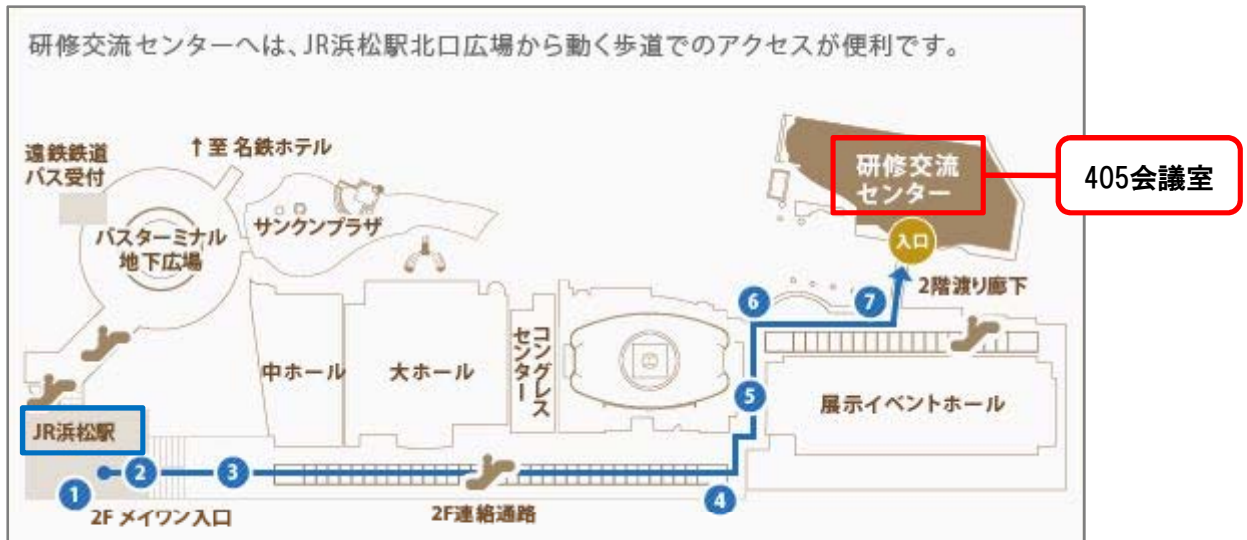 研修交流センターへは、JR浜松駅北口広場から動く歩道でのアクセスが便利です。
遠鉄鉄道
バス受付
↑至 名鉄ホテル
バスターミナル
地下広場
サンクンプラザ
研修交流
センター
405会議室
入口
2階渡り廊下
中ホール
大ホール
コングレス
センター
展示イベントホール
JR浜松駅
1
2
3
4
5
6
7
2F メイワン入口
2F連絡通路